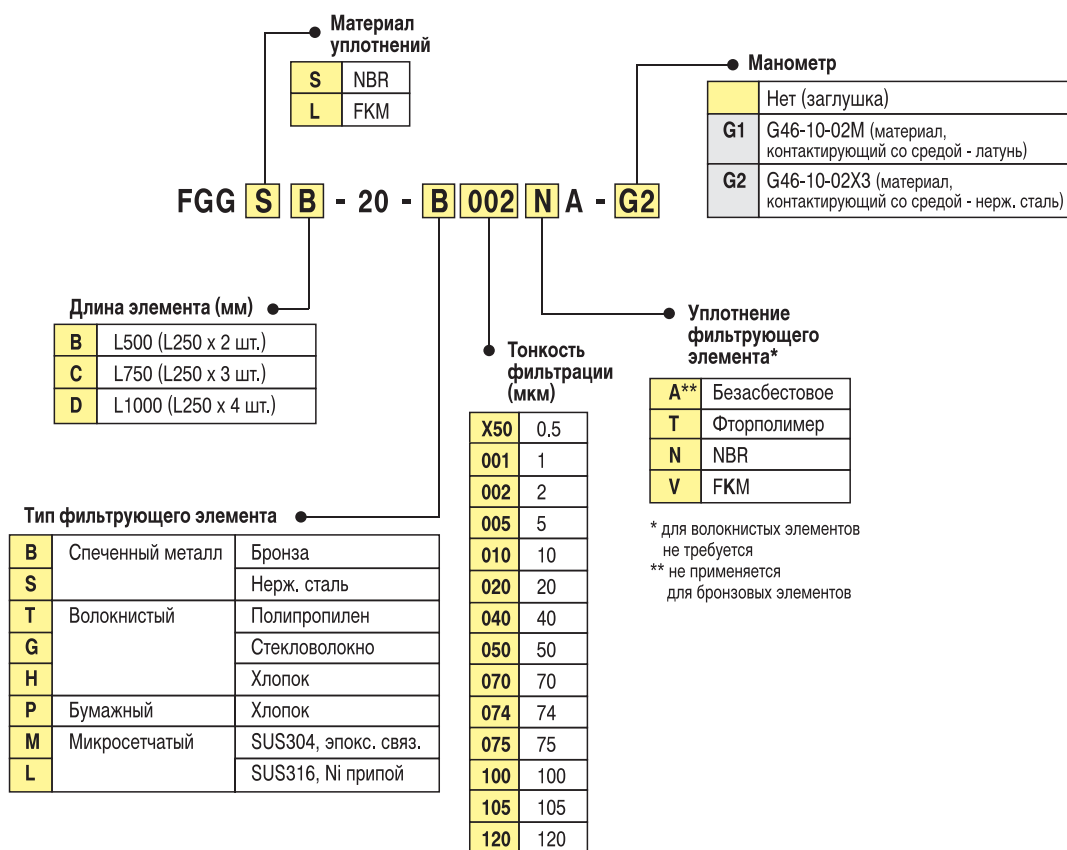 Материал
уплотнений
S NBR
L FKM
Манометр
Нет (заглушка)
G1 G46-10-02M (материал,
контактирующий со средой - латунь)
G2 G46-10-02X3 (материал,
контактирующий со средой - нерж. сталь)
FGG S B - 20 - B 002 N A - G2
Длина элемента (мм)
B L500 (L250 x 2 шт.)
C L750 (L250 x 3 шт.)
D L1000 (L250 x 4 шт.)
Тип фильтрующего элемента
B Спеченный металл Бронза
S Нерж. сталь
T Волокнистый Полипропилен
G Стекловолокно
H Хлопок
P Бумажный Хлопок
M Микросетчатый SUS304, эпокс. связ.
L SUS316, Ni припой
Тонкость
фильтрации
(мкм)
X50 0.5
001 1
002 2
005 5
010 10
020 20
040 40
050 50
070 70
074 74
075 75
100 100
105 105
120 120
Уплотнение
фильтрующего
элемента*
A** Безасбестовое
T Фторполимер
N NBR
V FKM
* для волокнистых элементов
не требуется
** не применяется
для бронзовых элементов